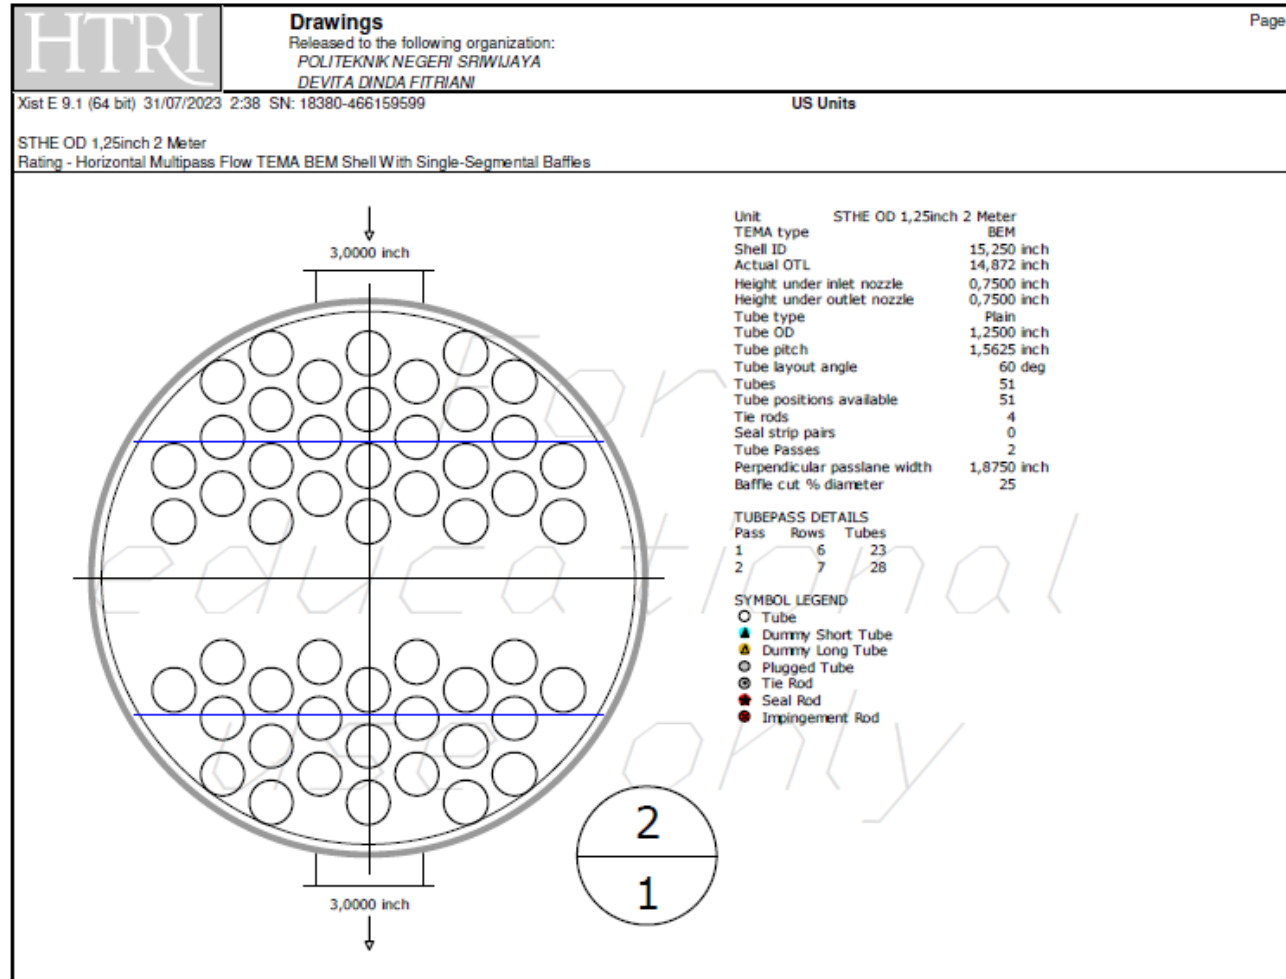 HTRI
Drawings
Page
Released to the following organization:
POLITEKNIK NEGERI SRIWIJAYA
DEVITA DINDA FITRIANI
Xist E 9.1 (64 bit) 31/07/2023 2:38 SN: 18380-466159599 US Units
STHE OD 1,25inch 2 Meter
Rating - Horizontal Multipass Flow TEMA BEM Shell With Single-Segmental Baffles
3,0000 inch
Unit STHE OD 1,25inch 2 Meter
TEMA type BEM
Shell ID 15,250 inch
Actual OTL 14,872 inch
Height under inlet nozzle 0,7500 inch
Height under outlet nozzle 0,7500 inch
Tube type Plain
Tube OD 1,2500 inch
Tube pitch 1,5625 inch
Tube layout angle 60 deg
Tubes 51
Tube positions available 51
Tie rods 4
Seal strip pairs 0
Tube Passes 2
Perpendicular passlane width 1,8750 inch
Baffle cut % diameter 25
TUBEPASS DETAILS
Pass Rows Tubes
1 6 23
2 7 28
SYMBOL LEGEND
Tube
Dummy Short Tube
Dummy Long Tube
Plugged Tube
Tie Rod
Seal Rod
Impingement Rod
For
educational
use only
2
1
3,0000 inch